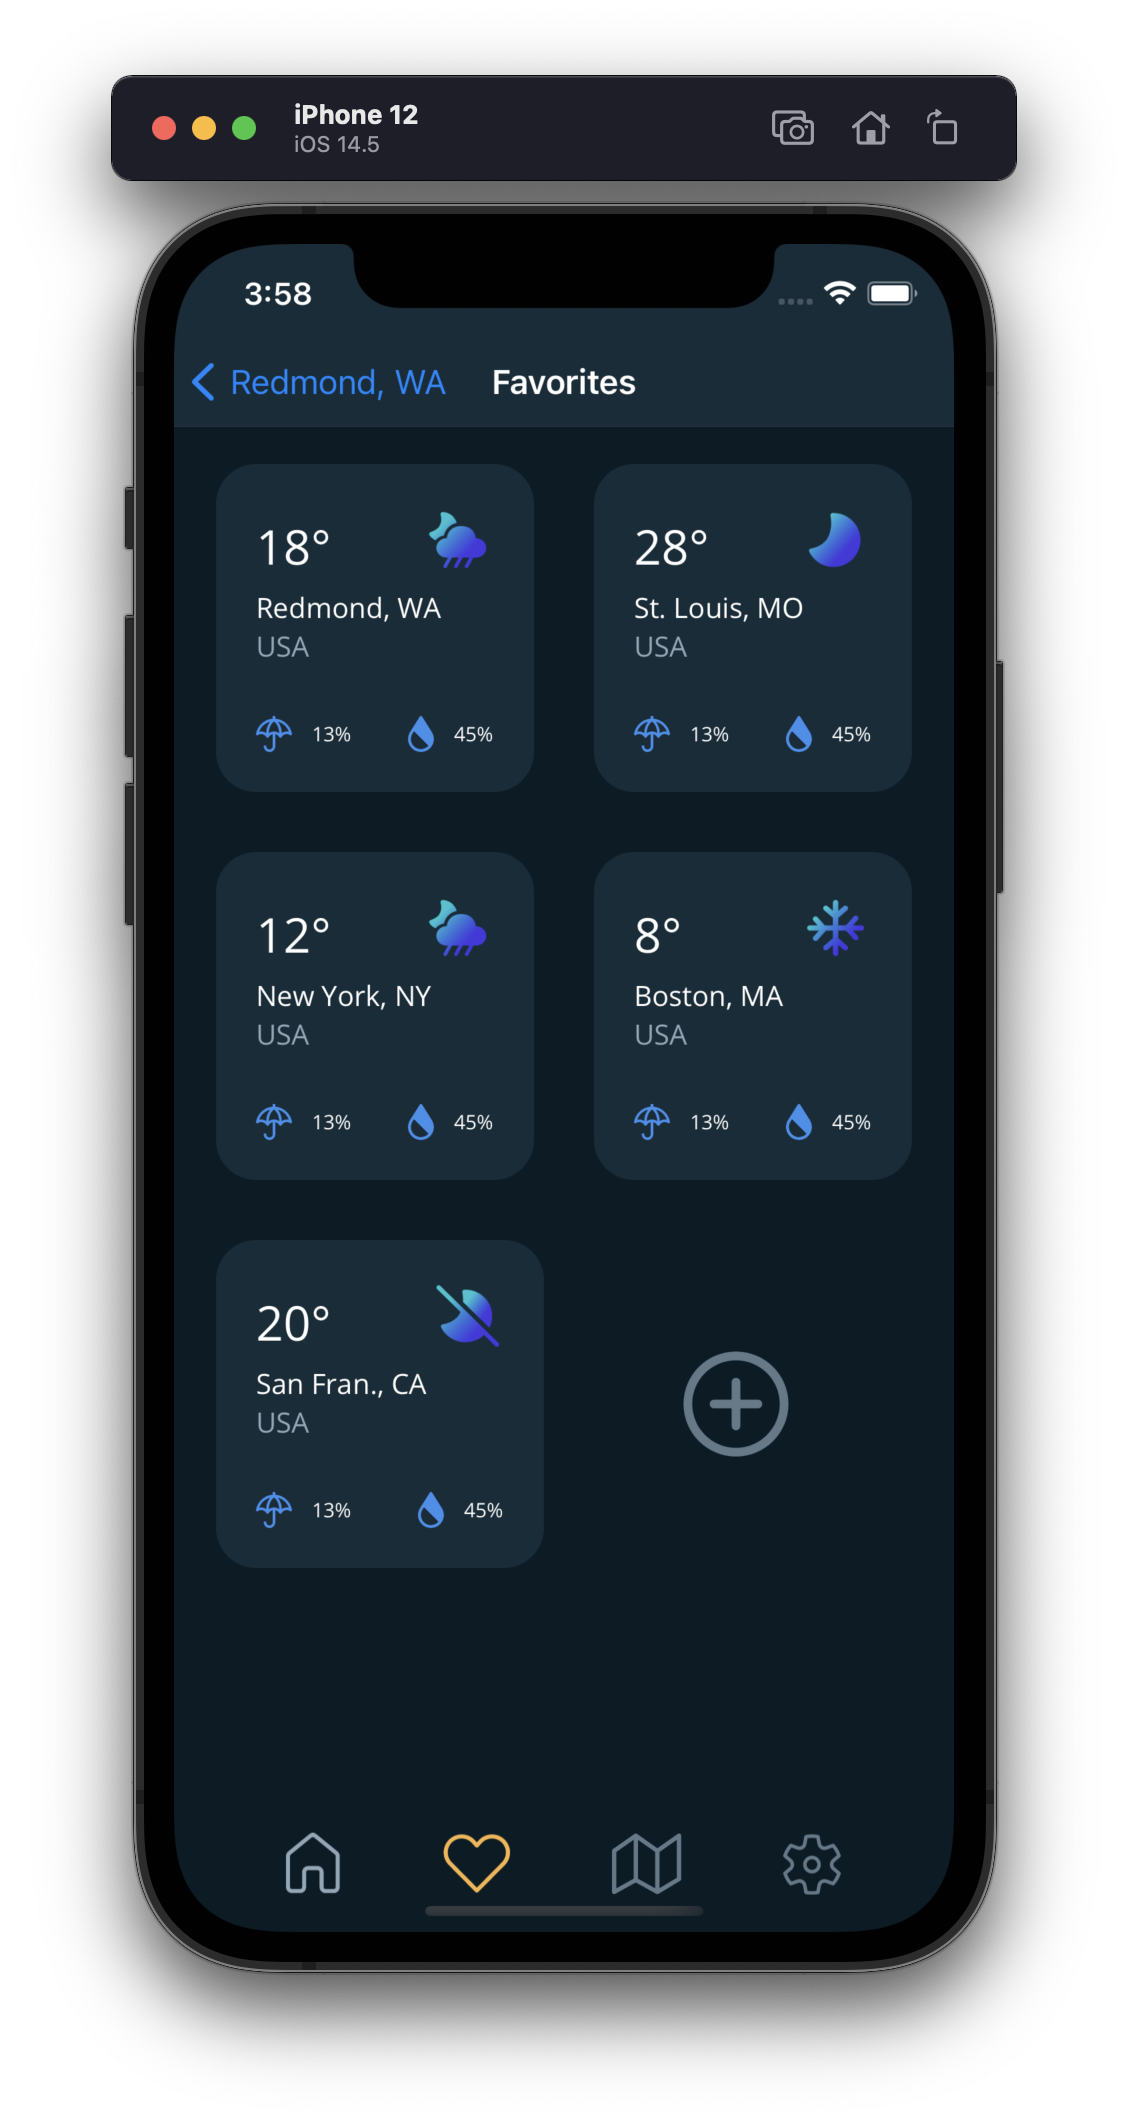 iPhone 12
iOS 14.5
3:58
Redmond, WA Favorites
18°
Redmond, WA
USA
13% 45%
28°
St. Louis, MO
USA
13% 45%
12°
New York, NY
USA
13% 45%
8°
Boston, MA
USA
13% 45%
20°
San Fran., CA
USA
13% 45%